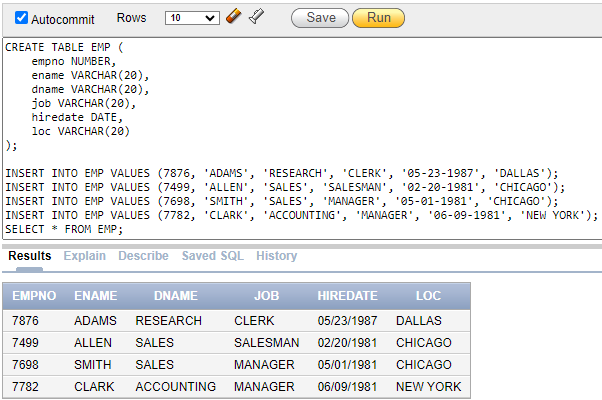 Autocommit Rows 10 Save Run
CREATE TABLE EMP (
    empno NUMBER,
    ename VARCHAR(20),
    dname VARCHAR(20),
    job VARCHAR(20),
    hiredate DATE,
    loc VARCHAR(20)
);

INSERT INTO EMP VALUES (7876, 'ADAMS', 'RESEARCH', 'CLERK', '05-23-1987', 'DALLAS');
INSERT INTO EMP VALUES (7499, 'ALLEN', 'SALES', 'SALESMAN', '02-20-1981', 'CHICAGO');
INSERT INTO EMP VALUES (7698, 'SMITH', 'SALES', 'MANAGER', '05-01-1981', 'CHICAGO');
INSERT INTO EMP VALUES (7782, 'CLARK', 'ACCOUNTING', 'MANAGER', '06-09-1981', 'NEW YORK');
SELECT * FROM EMP;
Results Explain Describe Saved SQL History
EMPNO ENAME DNAME JOB HIREDATE LOC
7876 ADAMS RESEARCH CLERK 05/23/1987 DALLAS
7499 ALLEN SALES SALESMAN 02/20/1981 CHICAGO
7698 SMITH SALES MANAGER 05/01/1981 CHICAGO
7782 CLARK ACCOUNTING MANAGER 06/09/1981 NEW YORK